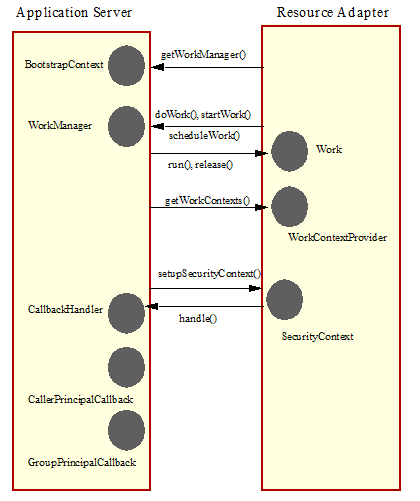 Application Server
Resource Adapter
getWorkManager()
BootstrapContext
doWork(), startWork()
WorkManager
scheduleWork()
Work
run(), release()
getWorkContexts()
WorkContextProvider
setupSecurityContext()
CallbackHandler
handle()
SecurityContext
CallerPrincipalCallback
GroupPrincipalCallback